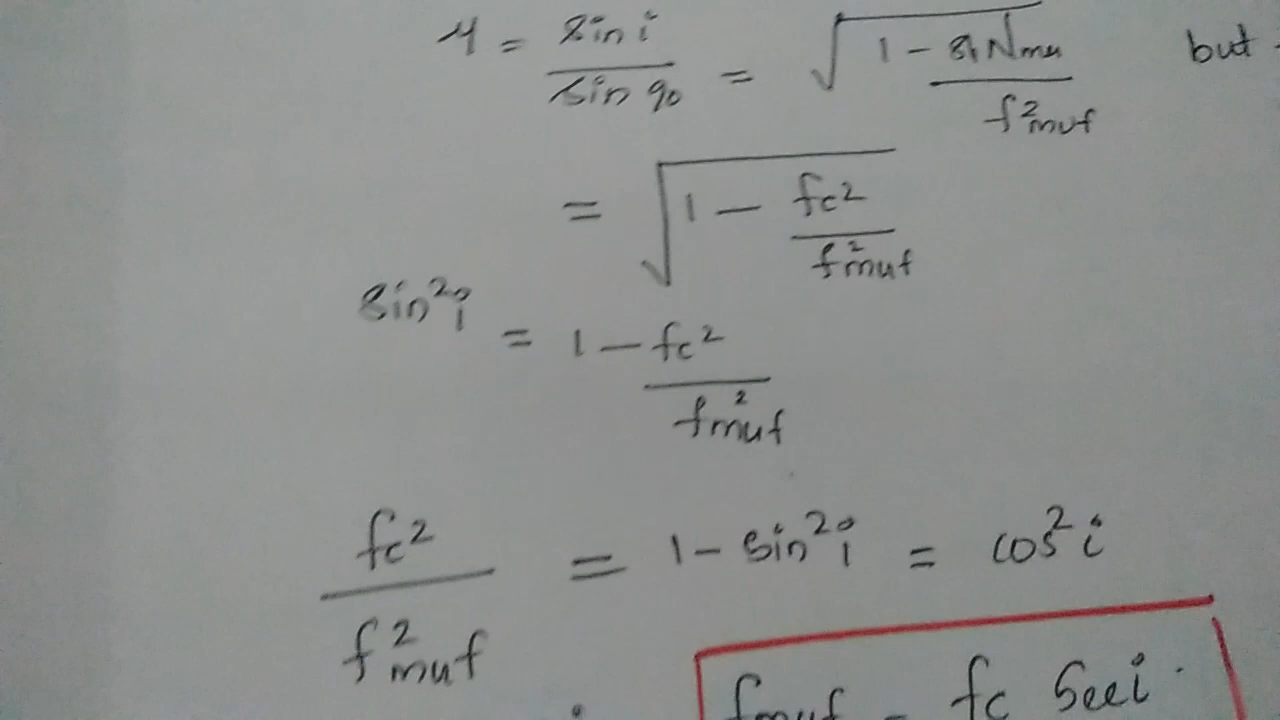 μ = sin i / sin 90 = √(1 - 81Nmax / f²muf) but
= √(1 - fc² / f²muf)
sin²i = 1 - fc² / f²muf
fc² / f²muf = 1 - sin²i = cos²i
fmuf = fc Seci